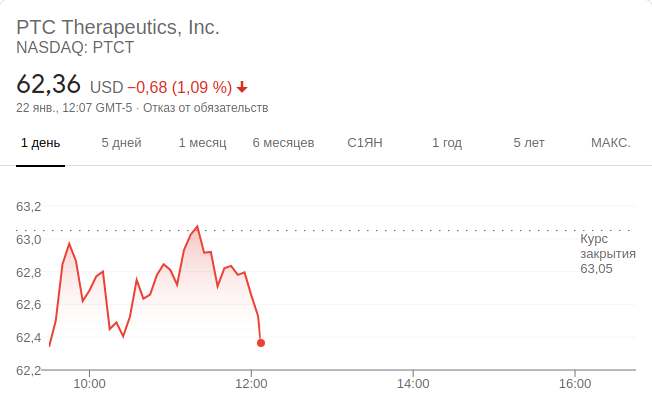 PTC Therapeutics, Inc.
NASDAQ: PTCT
62,36 USD −0,68 (1,09 %)
22 янв., 12:07 GMT-5 · Отказ от обязательств
1 день 5 дней 1 месяц 6 месяцев С1ЯН 1 год 5 лет МАКС.
63,2
63,0
62,8
62,6
62,4
62,2
Курс
закрытия
63,05
10:00 12:00 14:00 16:00